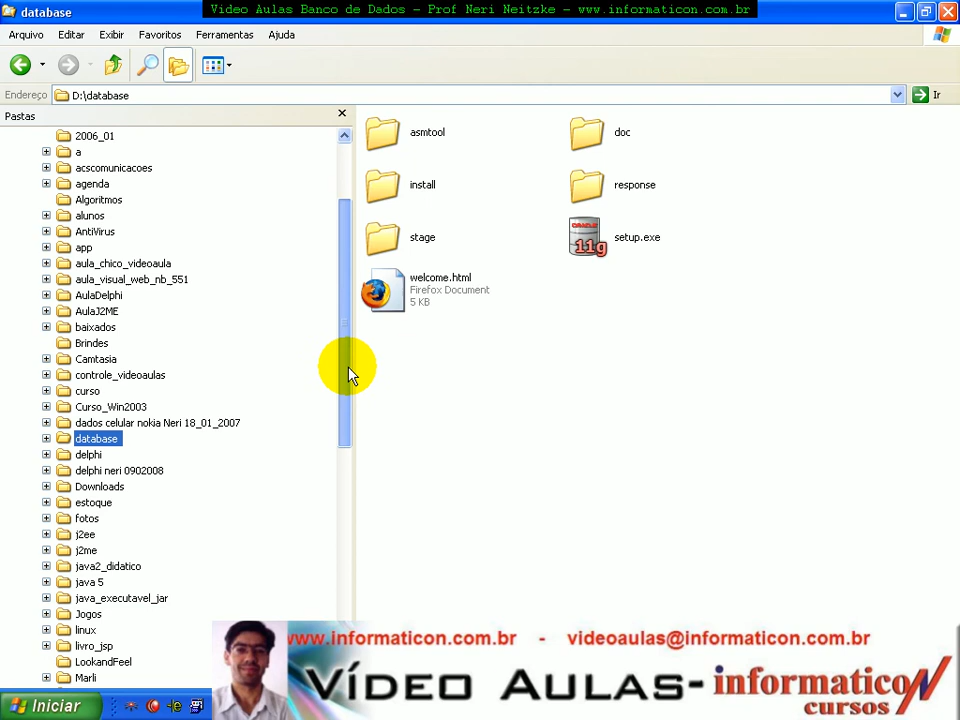 database
Video Aulas Banco de Dados - Prof Neri Neitzke - www.informaticon.com.br
Arquivo Editar Exibir Favoritos Ferramentas Ajuda
Endereço D:\database Ir
Pastas
2006_01
a
acscomunicacoes
agenda
Algoritmos
alunos
AntiVirus
app
aula_chico_videoaula
aula_visual_web_nb_551
AulaDelphi
AulaJ2ME
baixados
Brindes
Camtasia
controle_videoaulas
curso
Curso_Win2003
dados celular nokia Neri 18_01_2007
database
delphi
delphi neri 0902008
Downloads
estoque
fotos
j2ee
j2me
java2_didatico
java 5
java_executavel_jar
Jogos
linux
livro_jsp
LookandFeel
Marli
asmtool
doc
install
response
stage
ORACLE
11g
setup.exe
welcome.html
Firefox Document
5 KB
www.informaticon.com.br - videoaulas@informaticon.com.br
Vídeo Aulas- informaticon
cursos
Iniciar